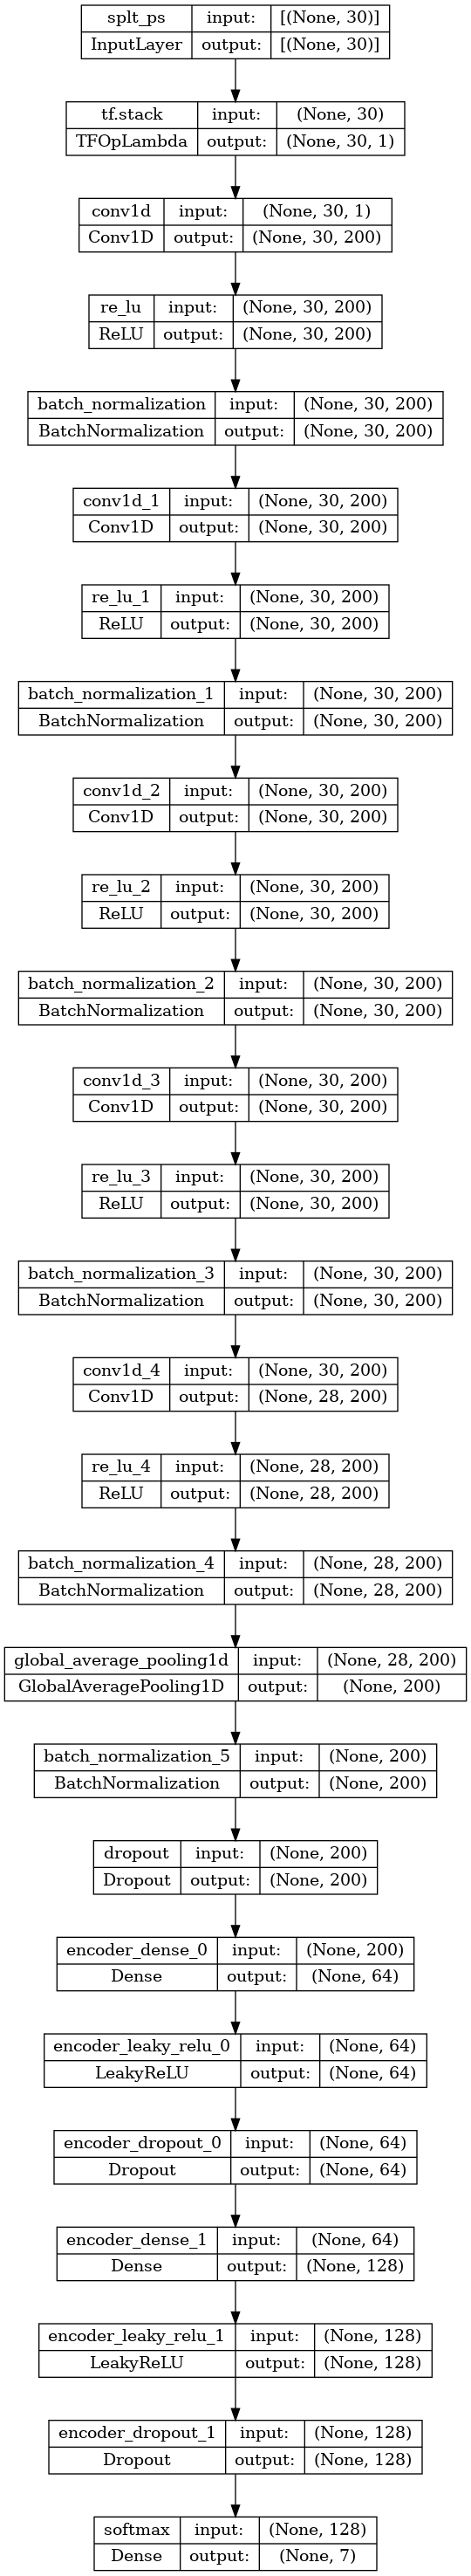 splt_ps input: [(None, 30)]
InputLayer output: [(None, 30)]
tf.stack input: (None, 30)
TFOpLambda output: (None, 30, 1)
conv1d input: (None, 30, 1)
Conv1D output: (None, 30, 200)
re_lu input: (None, 30, 200)
ReLU output: (None, 30, 200)
batch_normalization input: (None, 30, 200)
BatchNormalization output: (None, 30, 200)
conv1d_1 input: (None, 30, 200)
Conv1D output: (None, 30, 200)
re_lu_1 input: (None, 30, 200)
ReLU output: (None, 30, 200)
batch_normalization_1 input: (None, 30, 200)
BatchNormalization output: (None, 30, 200)
conv1d_2 input: (None, 30, 200)
Conv1D output: (None, 30, 200)
re_lu_2 input: (None, 30, 200)
ReLU output: (None, 30, 200)
batch_normalization_2 input: (None, 30, 200)
BatchNormalization output: (None, 30, 200)
conv1d_3 input: (None, 30, 200)
Conv1D output: (None, 30, 200)
re_lu_3 input: (None, 30, 200)
ReLU output: (None, 30, 200)
batch_normalization_3 input: (None, 30, 200)
BatchNormalization output: (None, 30, 200)
conv1d_4 input: (None, 30, 200)
Conv1D output: (None, 28, 200)
re_lu_4 input: (None, 28, 200)
ReLU output: (None, 28, 200)
batch_normalization_4 input: (None, 28, 200)
BatchNormalization output: (None, 28, 200)
global_average_pooling1d input: (None, 28, 200)
GlobalAveragePooling1D output: (None, 200)
batch_normalization_5 input: (None, 200)
BatchNormalization output: (None, 200)
dropout input: (None, 200)
Dropout output: (None, 200)
encoder_dense_0 input: (None, 200)
Dense output: (None, 64)
encoder_leaky_relu_0 input: (None, 64)
LeakyReLU output: (None, 64)
encoder_dropout_0 input: (None, 64)
Dropout output: (None, 64)
encoder_dense_1 input: (None, 64)
Dense output: (None, 128)
encoder_leaky_relu_1 input: (None, 128)
LeakyReLU output: (None, 128)
encoder_dropout_1 input: (None, 128)
Dropout output: (None, 128)
softmax input: (None, 128)
Dense output: (None, 7)